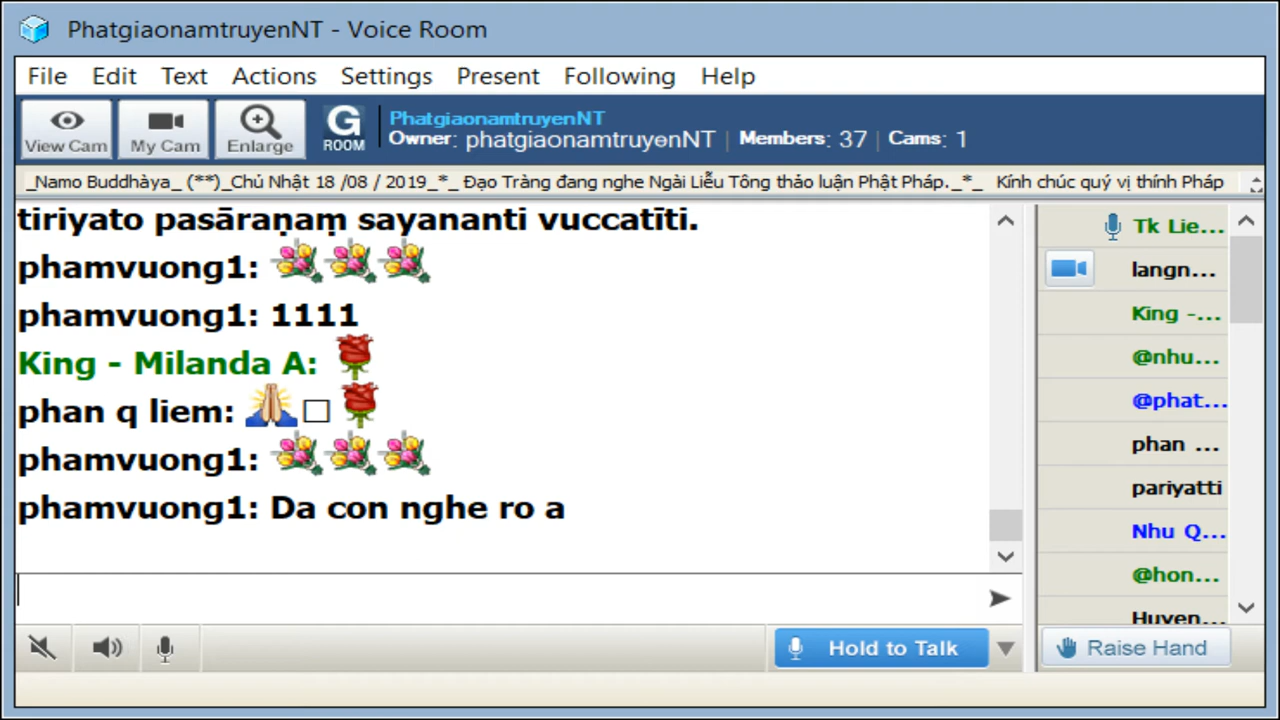 PhatgiaonamtruyenNT - Voice Room
File Edit Text Actions Settings Present Following Help
View Cam My Cam Enlarge G ROOM
PhatgiaonamtruyenNT
Owner: phatgiaonamtruyenNT | Members: 37 | Cams: 1
_Namo Buddhàya_ (**)_Chủ Nhật 18 /08 / 2019_*_ Đạo Tràng đang nghe Ngài Liễu Tông thảo luận Phật Pháp._*_ Kính chúc quý vị thính Pháp
tiriyato pasāraṇaṃ sayananti vuccatīti.
phamvuong1:
phamvuong1: 1111
King - Milanda A:
phan q liem:
phamvuong1:
phamvuong1: Da con nghe ro a
Tk Lie...
langn...
King -...
@nhu...
@phat...
phan ...
pariyatti
Nhu Q...
@hon...
Huyen...
Hold to Talk
Raise Hand